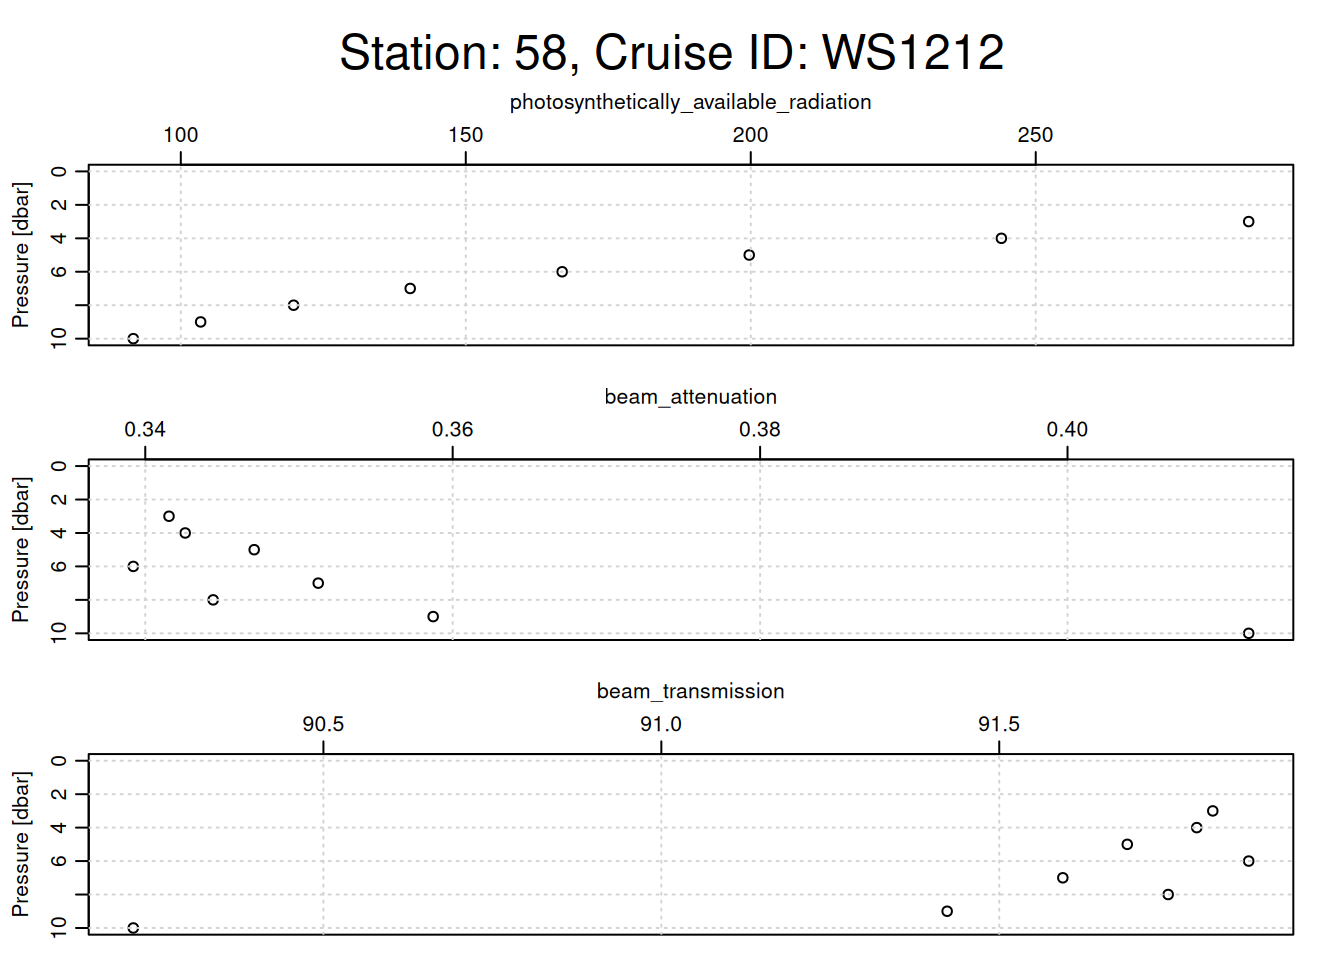 Station: 58, Cruise ID: WS1212
photosynthetically_available_radiation
100 150 200 250
Pressure [dbar]
0
2
4
6
10
beam_attenuation
0.34 0.36 0.38 0.40
Pressure [dbar]
0
2
4
6
10
beam_transmission
90.5 91.0 91.5
Pressure [dbar]
0
2
4
6
10